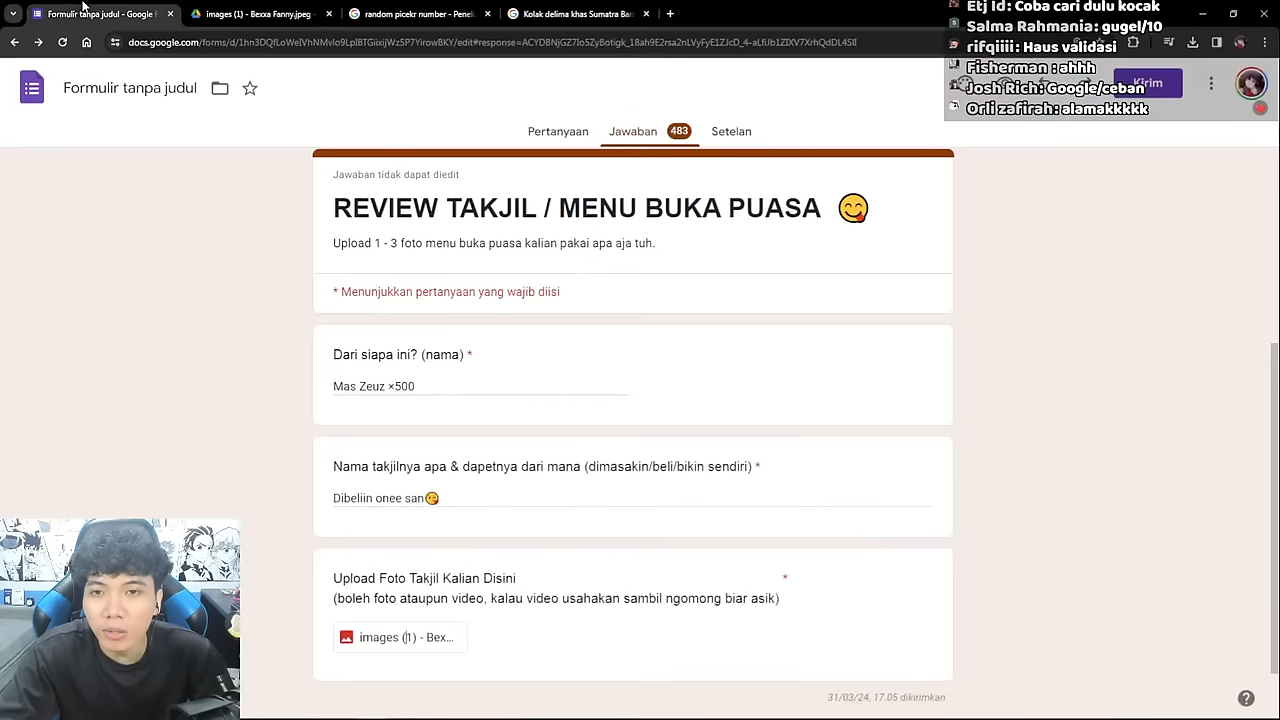 Formulir tanpa judul - Google F
images (1) - Bexxa Fanny.jpeg -
random picekr number - Penel
Kolak delima khas Sumatra Bar
docs.google.com/forms/d/
Formulir tanpa judul
Kirim
Etj Id: Coba cari dulu kocak
Salma Rahmania: gugel/10
rifqiiii: Haus validasi
Fisherman : ahhh
Josh Rich: Google/ceban
Orli zafirah: alamakkkkk
Pertanyaan
Jawaban 483
Setelan
Jawaban tidak dapat diedit
REVIEW TAKJIL / MENU BUKA PUASA 😋
Upload 1 - 3 foto menu buka puasa kalian pakai apa aja tuh.
* Menunjukkan pertanyaan yang wajib diisi
Dari siapa ini? (nama) *
Mas Zeuz ×500
Nama takjilnya apa & dapetnya dari mana (dimasakin/beli/bikin sendiri) *
Dibeliin onee san😘
Upload Foto Takjil Kalian Disini *
(boleh foto ataupun video, kalau video usahakan sambil ngomong biar asik)
images (1) - Bex...
31/03/24, 17.05 dikirimkan